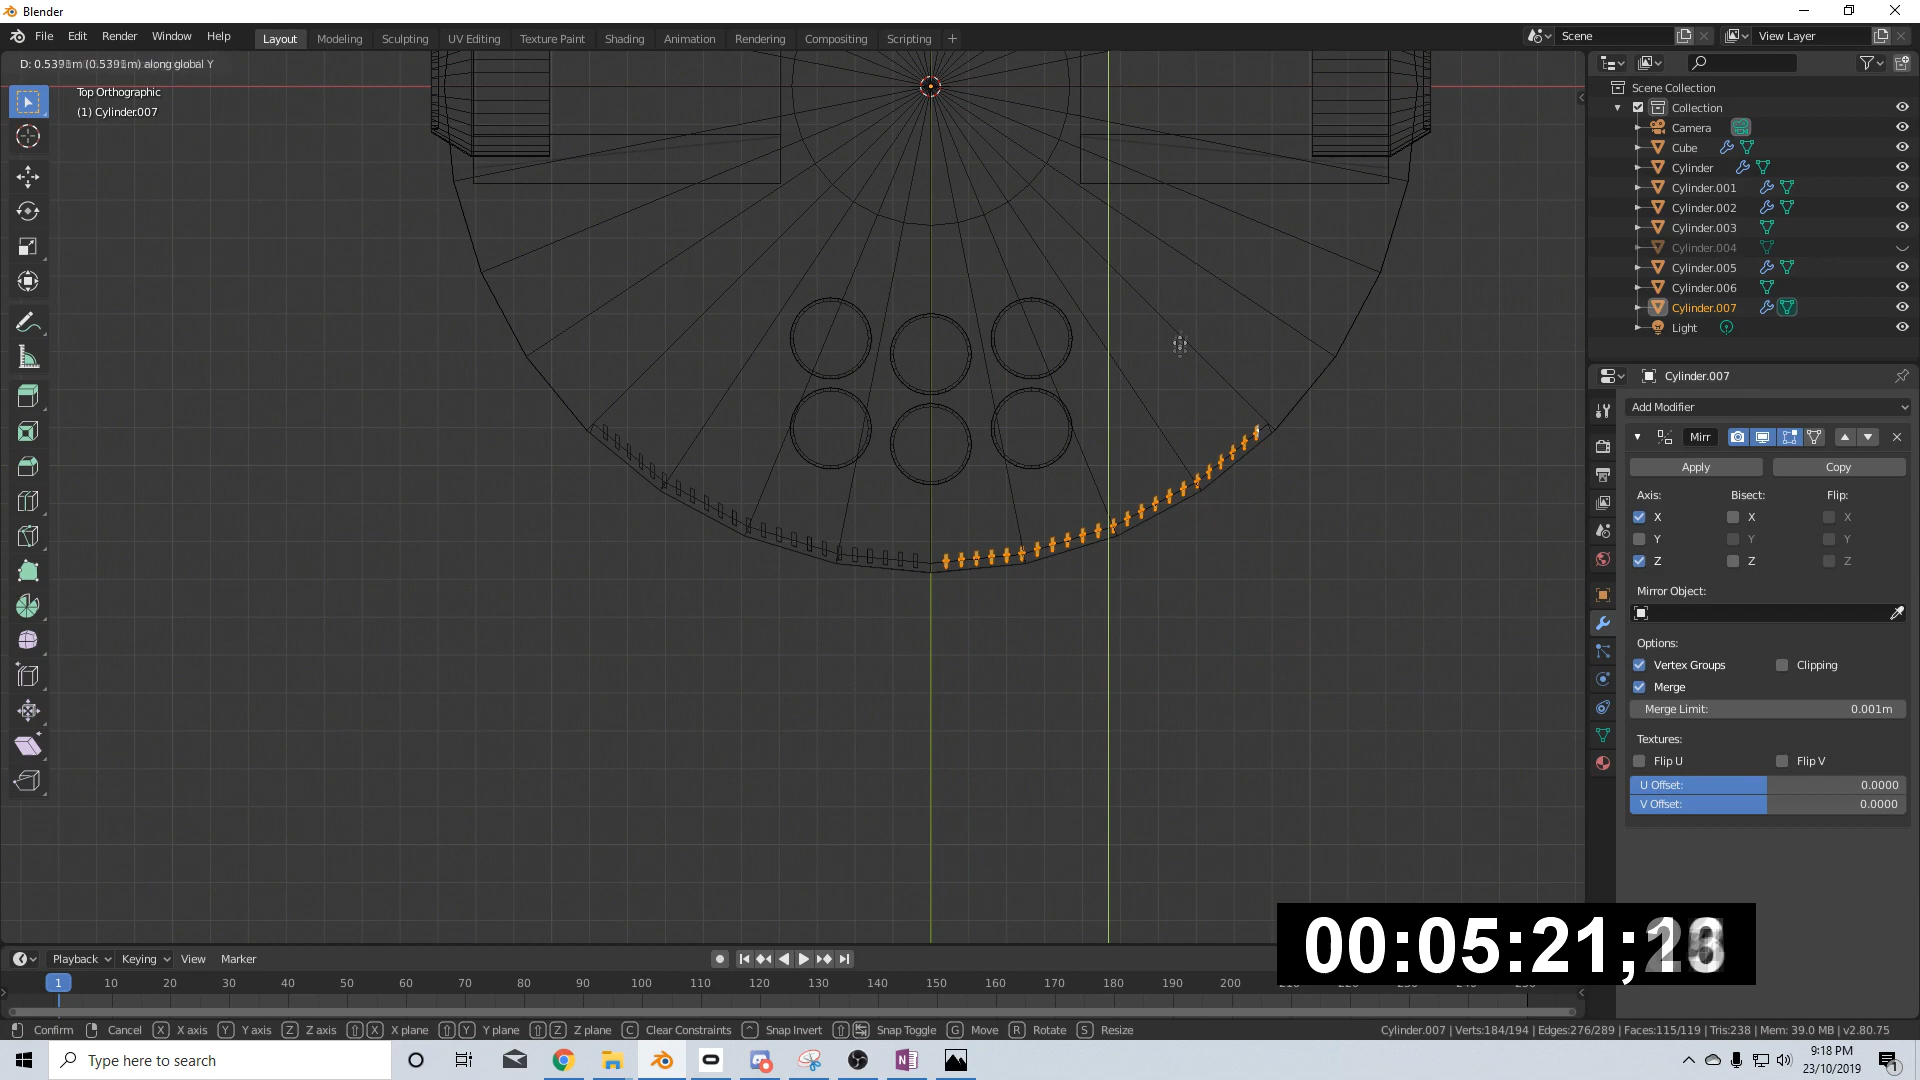 Blender
File Edit Render Window Help
Layout Modeling Sculpting UV Editing Texture Paint Shading Animation Rendering Compositing Scripting
Scene
View Layer
D: 0.5391m (0.5391m) along global Y
Top Orthographic
(1) Cylinder.007
Scene Collection
Collection
Camera
Cube
Cylinder
Cylinder.001
Cylinder.002
Cylinder.003
Cylinder.004
Cylinder.005
Cylinder.006
Cylinder.007
Light
Cylinder.007
Add Modifier
Mirr
Apply Copy
Axis: Bisect: Flip:
X X X
Y Y Y
Z Z Z
Mirror Object:
Options:
Vertex Groups Clipping
Merge
Merge Limit: 0.001m
Textures:
Flip U Flip V
U Offset: 0.0000
V Offset: 0.0000
00:05:21;
Playback Keying View Marker
1 10 20 30 40 50 60 70 80 90 100 110 120 130 140 150 160 170 180 190 200 210 220 230
Confirm Cancel X X axis Y Y axis Z Z axis X X plane Y Y plane Z Z plane C Clear Constraints ^ Snap Invert Snap Toggle G Move R Rotate S Resize
Cylinder.007 | Verts:184/194 | Edges:276/289 | Faces:115/119 | Tris:238 | Mem: 39.0 MB | v2.80.75
Type here to search
9:18 PM
23/10/2019
1